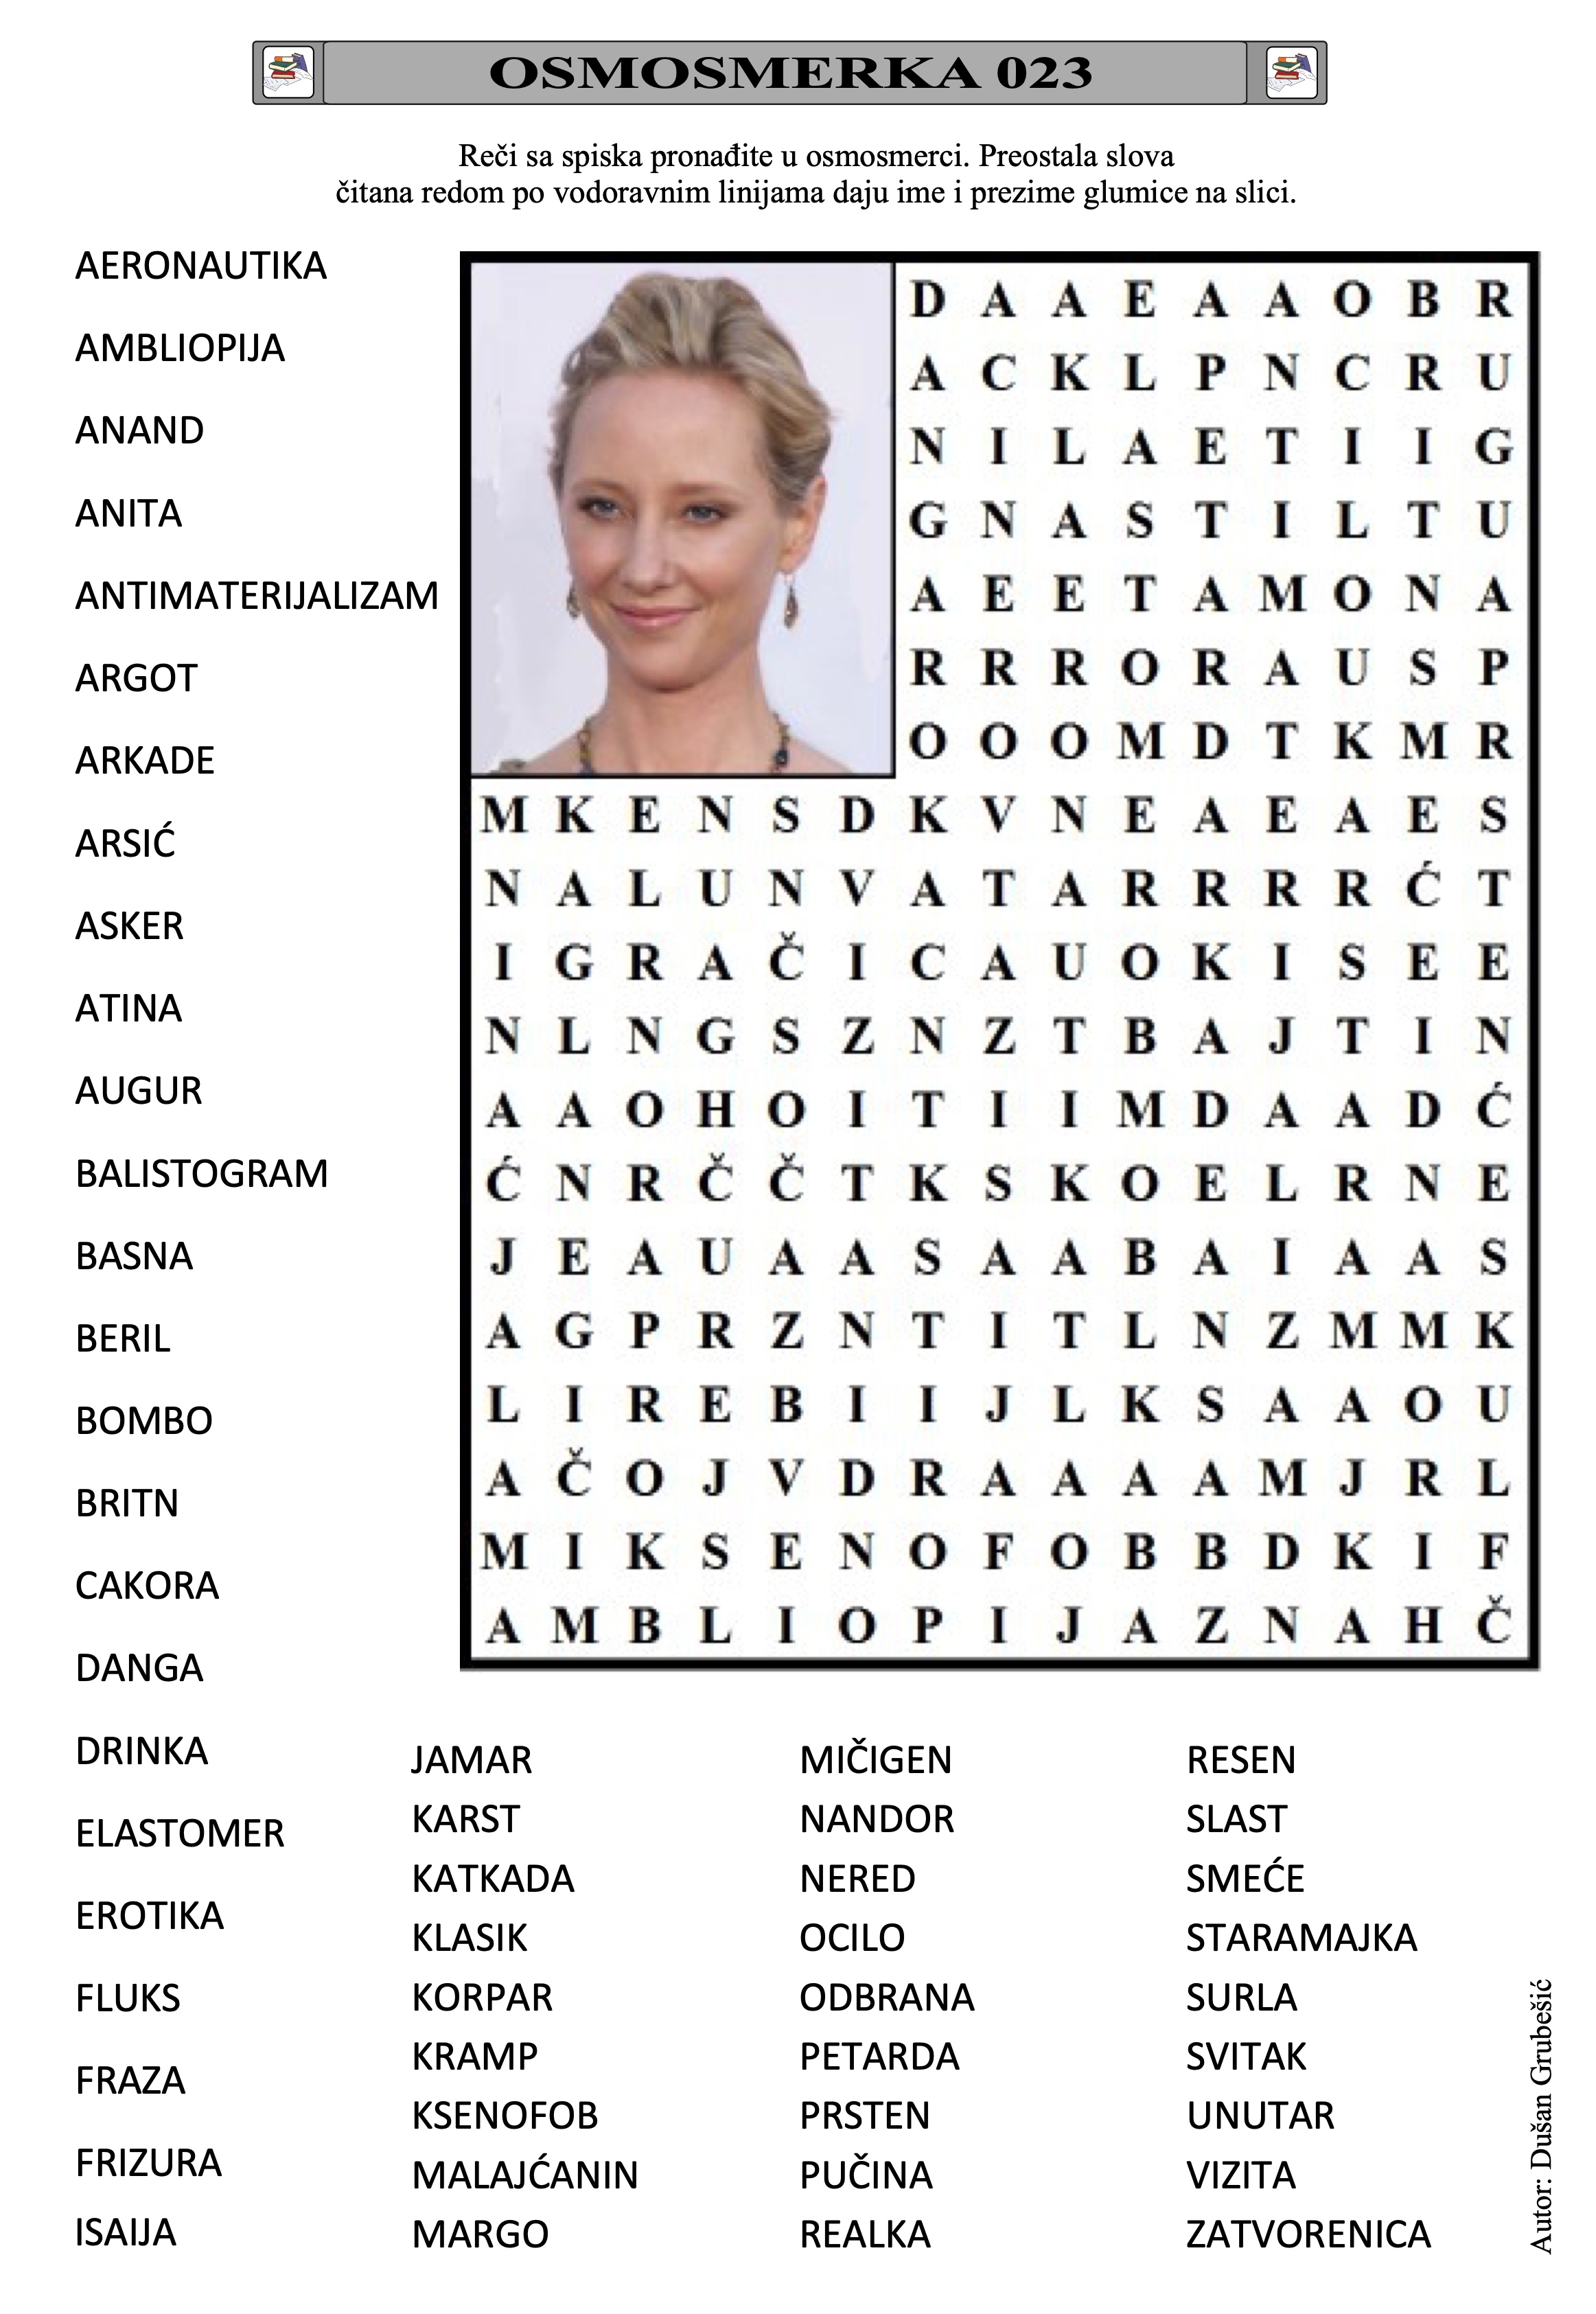 OSMOSMERKA 023
Reči sa spiska pronađite u osmosmerci. Preostala slova
čitana redom po vodoravnim linijama daju ime i prezime glumice na slici.
AERONAUTIKA
AMBLIOPIJA
ANAND
ANITA
ANTIMATERIJALIZAM
ARGOT
ARKADE
ARSIĆ
ASKER
ATINA
AUGUR
BALISTOGRAM
BASNA
BERIL
BOMBO
BRITN
CAKORA
DANGA
DRINKA
ELASTOMER
EROTIKA
FLUKS
FRAZA
FRIZURA
ISAIJA
D A A E A A O B R
A C K L P N C R U
N I L A E T I I G
G N A S T I L T U
A E E T A M O N A
R R R O R A U S P
O O O M D T K M R
M K E N S D K V N E A E A E S
N A L U N V A T A R R R R Ć T
I G R A Č I C A U O K I S E E
N L N G S Z N Z T B A J T I N
A A O H O I T I I M D A A D Ć
Ć N R Č Č T K S K O E L R N E
J E A U A A S A A B A I A A S
A G P R Z N T I T L N Z M M K
L I R E B I I J L K S A A O U
A Č O J V D R A A A A M J R L
M I K S E N O F O B B D K I F
A M B L I O P I J A Z N A H Č
JAMAR
KARST
KATKADA
KLASIK
KORPAR
KRAMP
KSENOFOB
MALAJĆANIN
MARGO
MIČIGEN
NANDOR
NERED
OCILO
ODBRANA
PETARDA
PRSTEN
PUČINA
REALKA
RESEN
SLAST
SMEĆE
STARAMAJKA
SURLA
SVITAK
UNUTAR
VIZITA
ZATVORENICA
Autor: Dušan Grubešić